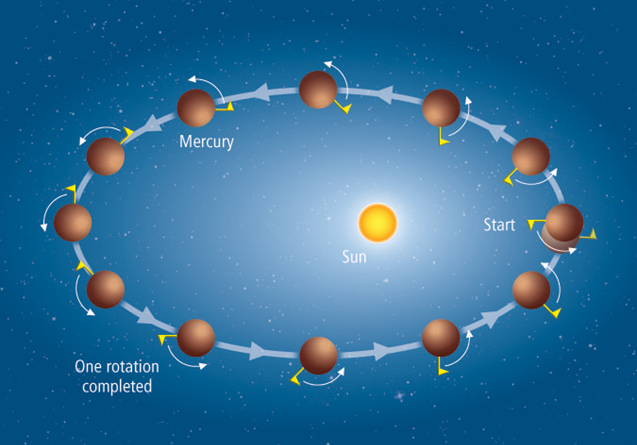 Mercury
Start
Sun
One rotation
completed